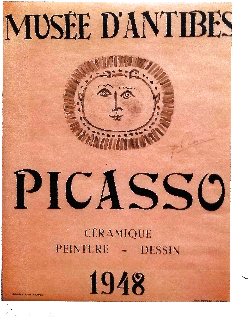 MUSÉE D'ANTIBES
PICASSO
CÉRAMIQUE
PEINTURE - DESSIN
1948